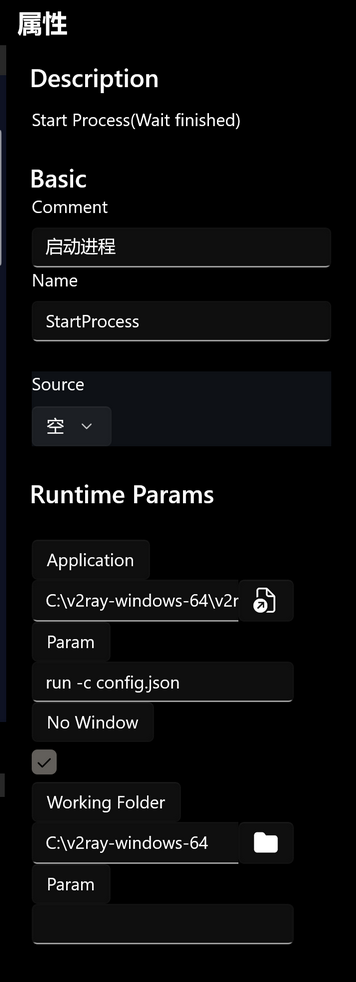 属性
Description
Start Process(Wait finished)
Basic
Comment
启动进程
Name
StartProcess
Source
空
Runtime Params
Application
C:\v2ray-windows-64\v2r
Param
run -c config.json
No Window
Working Folder
C:\v2ray-windows-64
Param